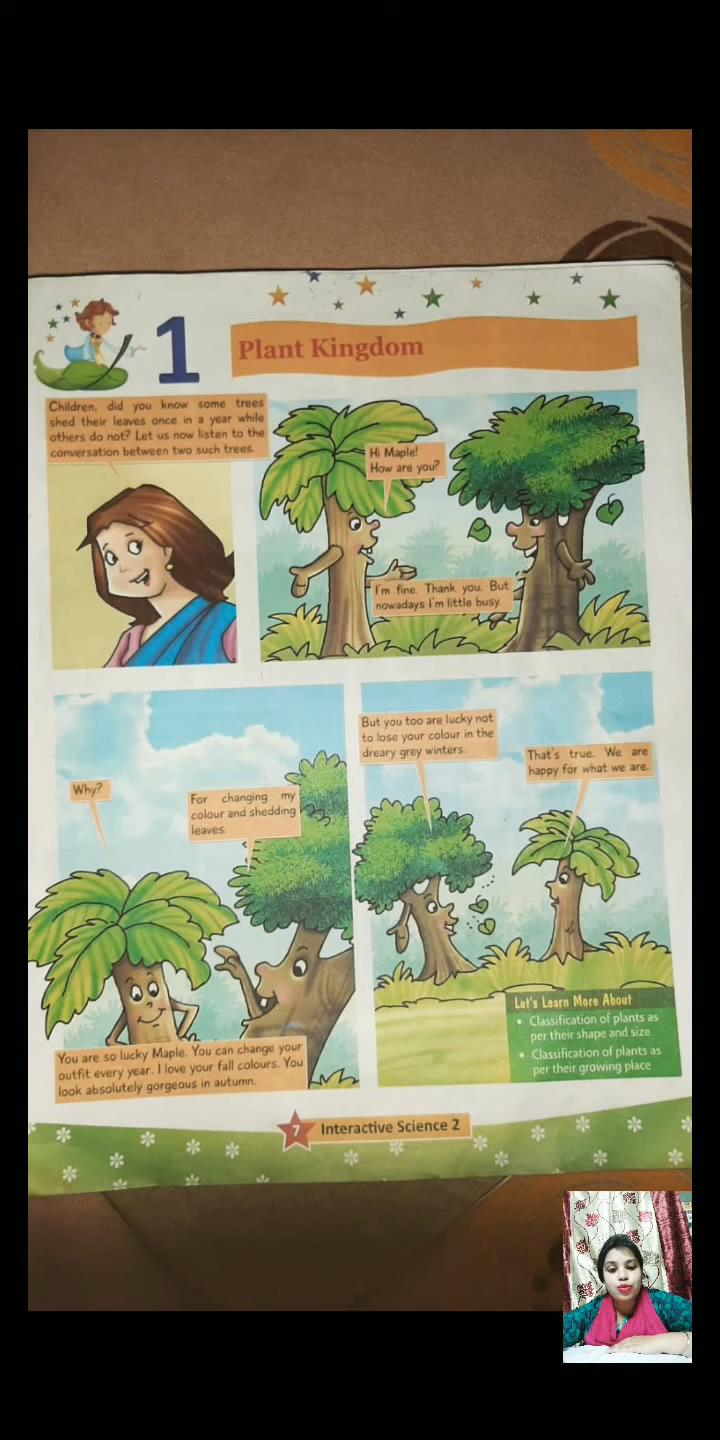 1
Plant Kingdom
Children, did you know some trees
shed their leaves once in a year while
others do not? Let us now listen to the
conversation between two such trees.
Hi Maple!
How are you?
I'm fine. Thank you. But
nowadays I'm little busy.
Why?
For changing my
colour and shedding
leaves.
You are so lucky Maple. You can change your
outfit every year. I love your fall colours. You
look absolutely gorgeous in autumn.
But you too are lucky not
to lose your colour in the
dreary grey winters.
That's true. We are
happy for what we are.
Let's Learn More About
• Classification of plants as
per their shape and size
• Classification of plants as
per their growing place
7 Interactive Science 2